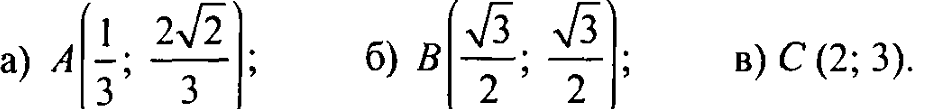 а) A(1/3; 2√2/3); б) B(√3/2; √3/2); в) C (2; 3).